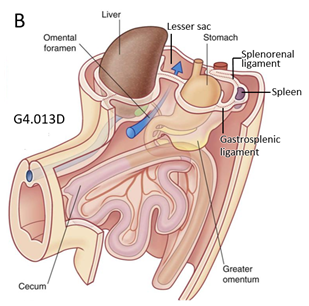 B
Liver
Lesser sac
Omental
foramen
Stomach
Splenorenal
ligament
Spleen
G4.013D
Gastrosplenic
ligament
Greater
omentum
Cecum